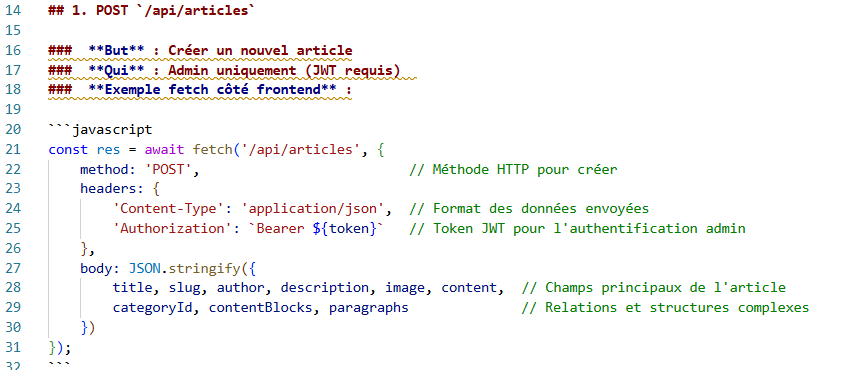 14 ## 1. POST `/api/articles`
15
16 ###  **But** : Créer un nouvel article
17 ###  **Qui** : Admin uniquement (JWT requis)
18 ###  **Exemple fetch côté frontend** :
19
20 ```javascript
21 const res = await fetch('/api/articles', {
22     method: 'POST',                          // Méthode HTTP pour créer
23     headers: {
24         'Content-Type': 'application/json',  // Format des données envoyées
25         'Authorization': `Bearer ${token}`   // Token JWT pour l'authentification admin
26     },
27     body: JSON.stringify({
28         title, slug, author, description, image, content,  // Champs principaux de l'article
29         categoryId, contentBlocks, paragraphs              // Relations et structures complexes
30     })
31 });
32 ```